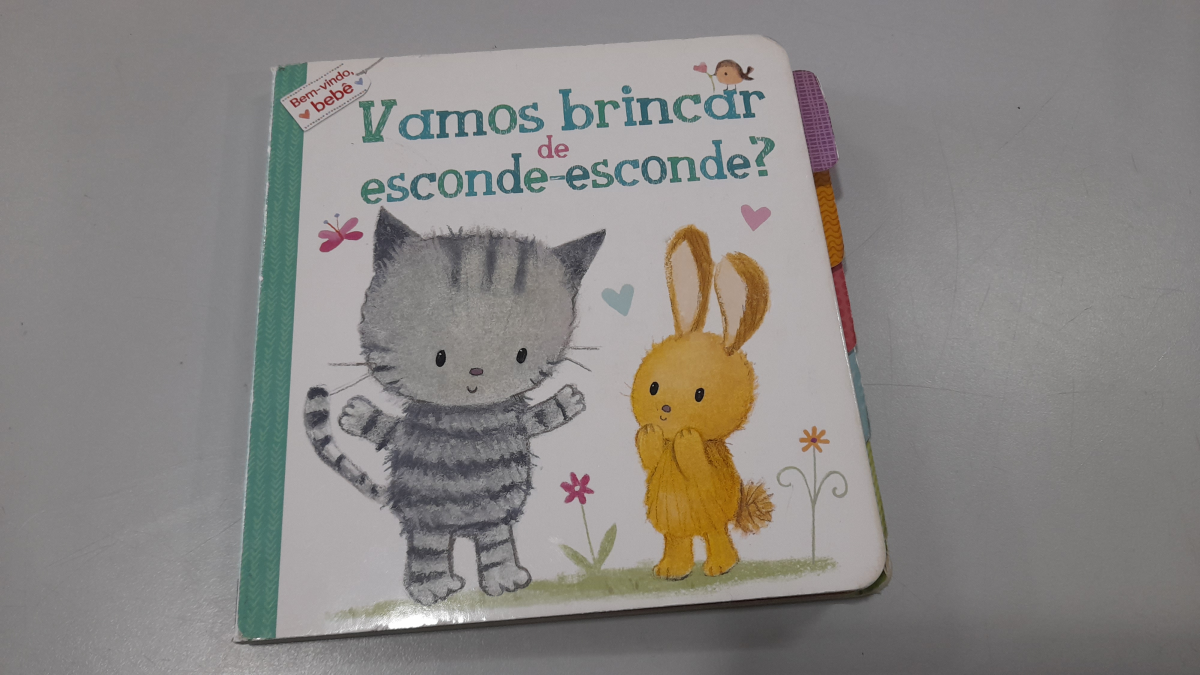 Bem-vindo,
bebê
Vamos brincar
de
esconde-esconde?